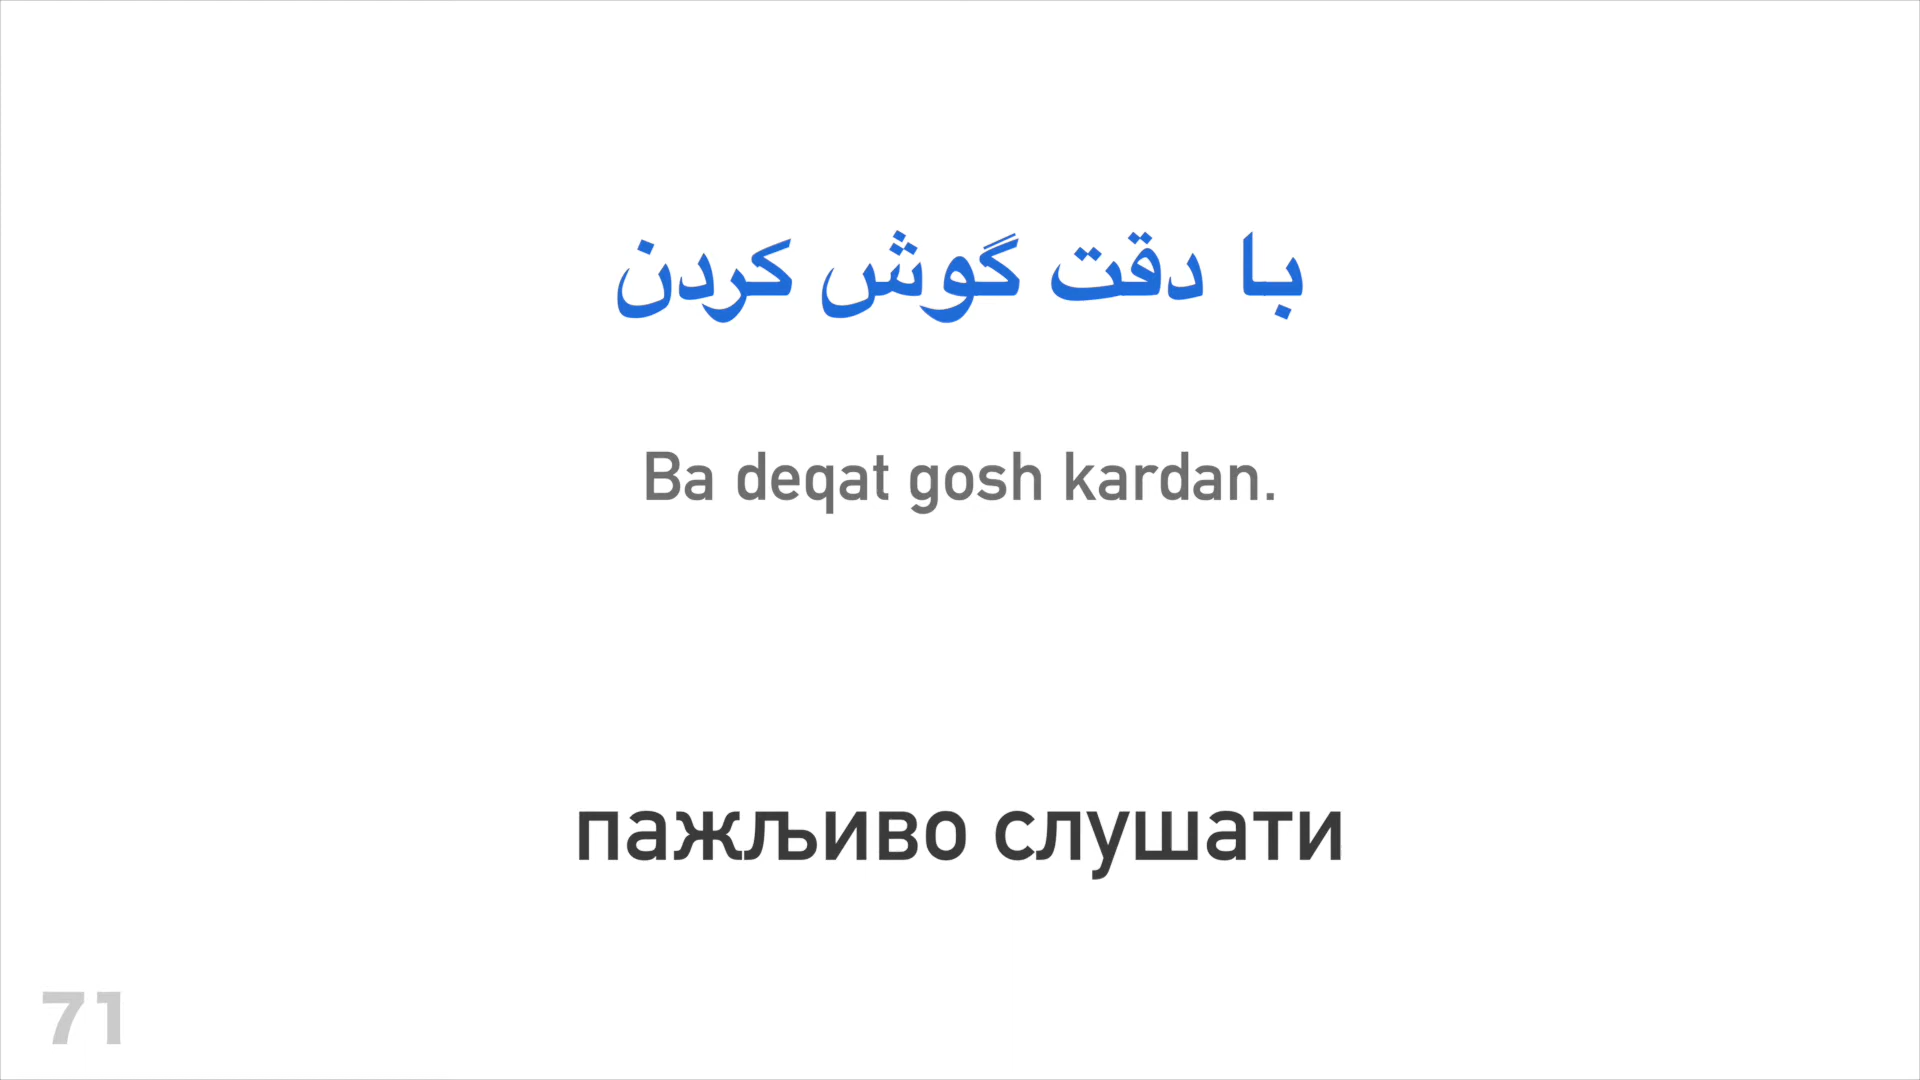 با دقت گوش کردن
Ba deqat gosh kardan.
пажљиво слушати
71